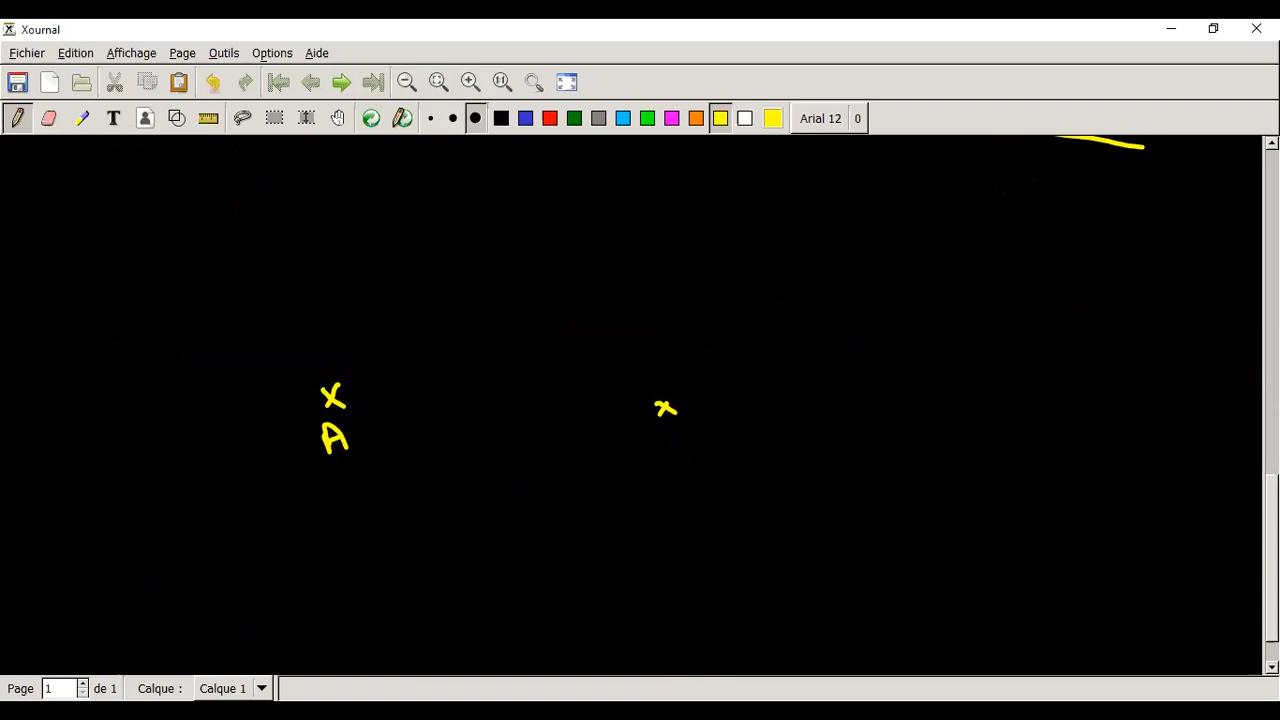 Xournal
Fichier Edition Affichage Page Outils Options Aide
T Arial 12 0
x x
A
Page 1 de 1 Calque : Calque 1